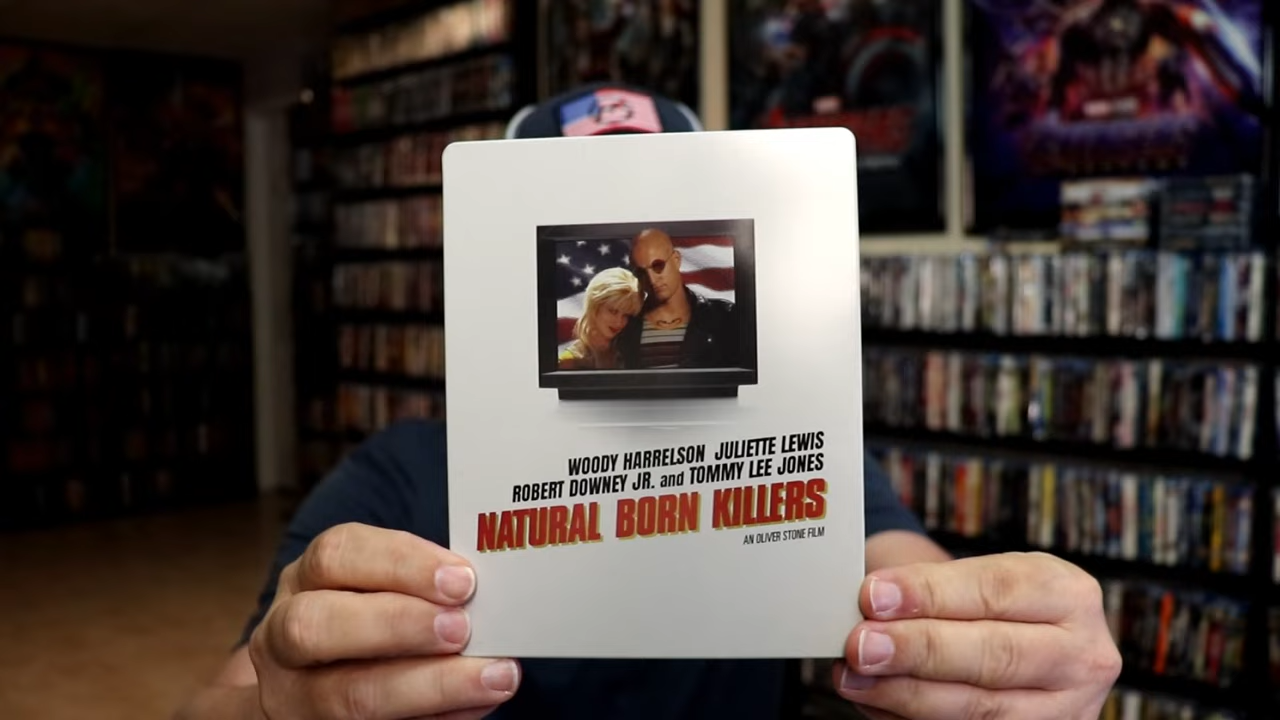 WOODY HARRELSON JULIETTE LEWIS
ROBERT DOWNEY JR. and TOMMY LEE JONES
NATURAL BORN KILLERS
AN OLIVER STONE FILM